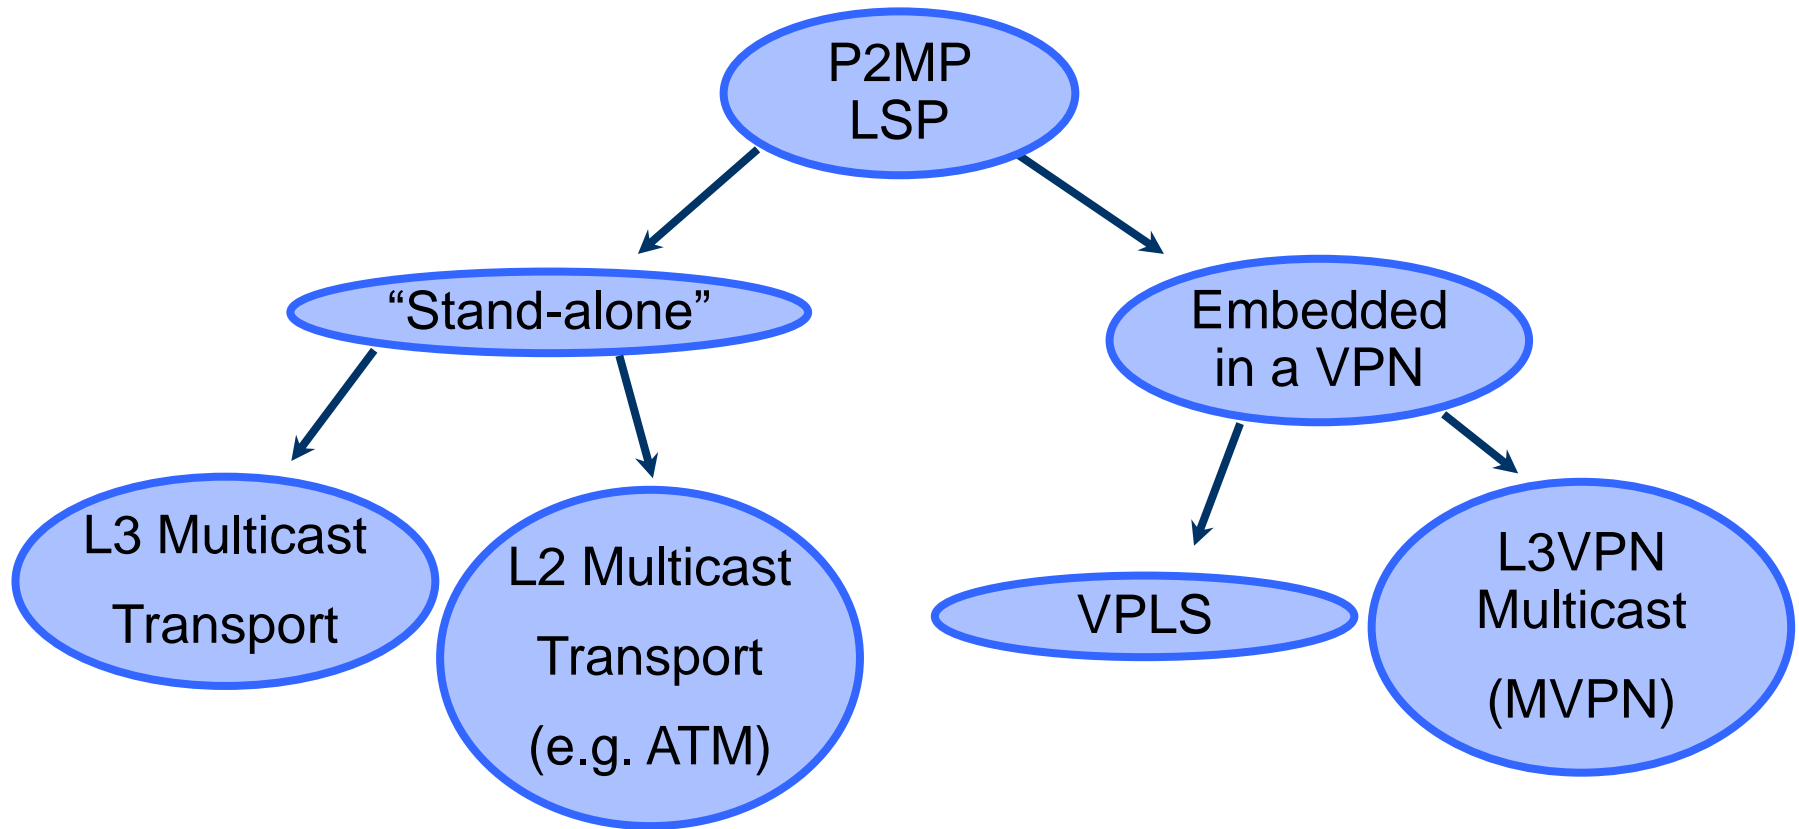 P2MP
LSP
“Stand-alone”
Embedded
in a VPN
L3 Multicast
Transport
L2 Multicast
Transport
(e.g. ATM)
VPLS
L3VPN
Multicast
(MVPN)